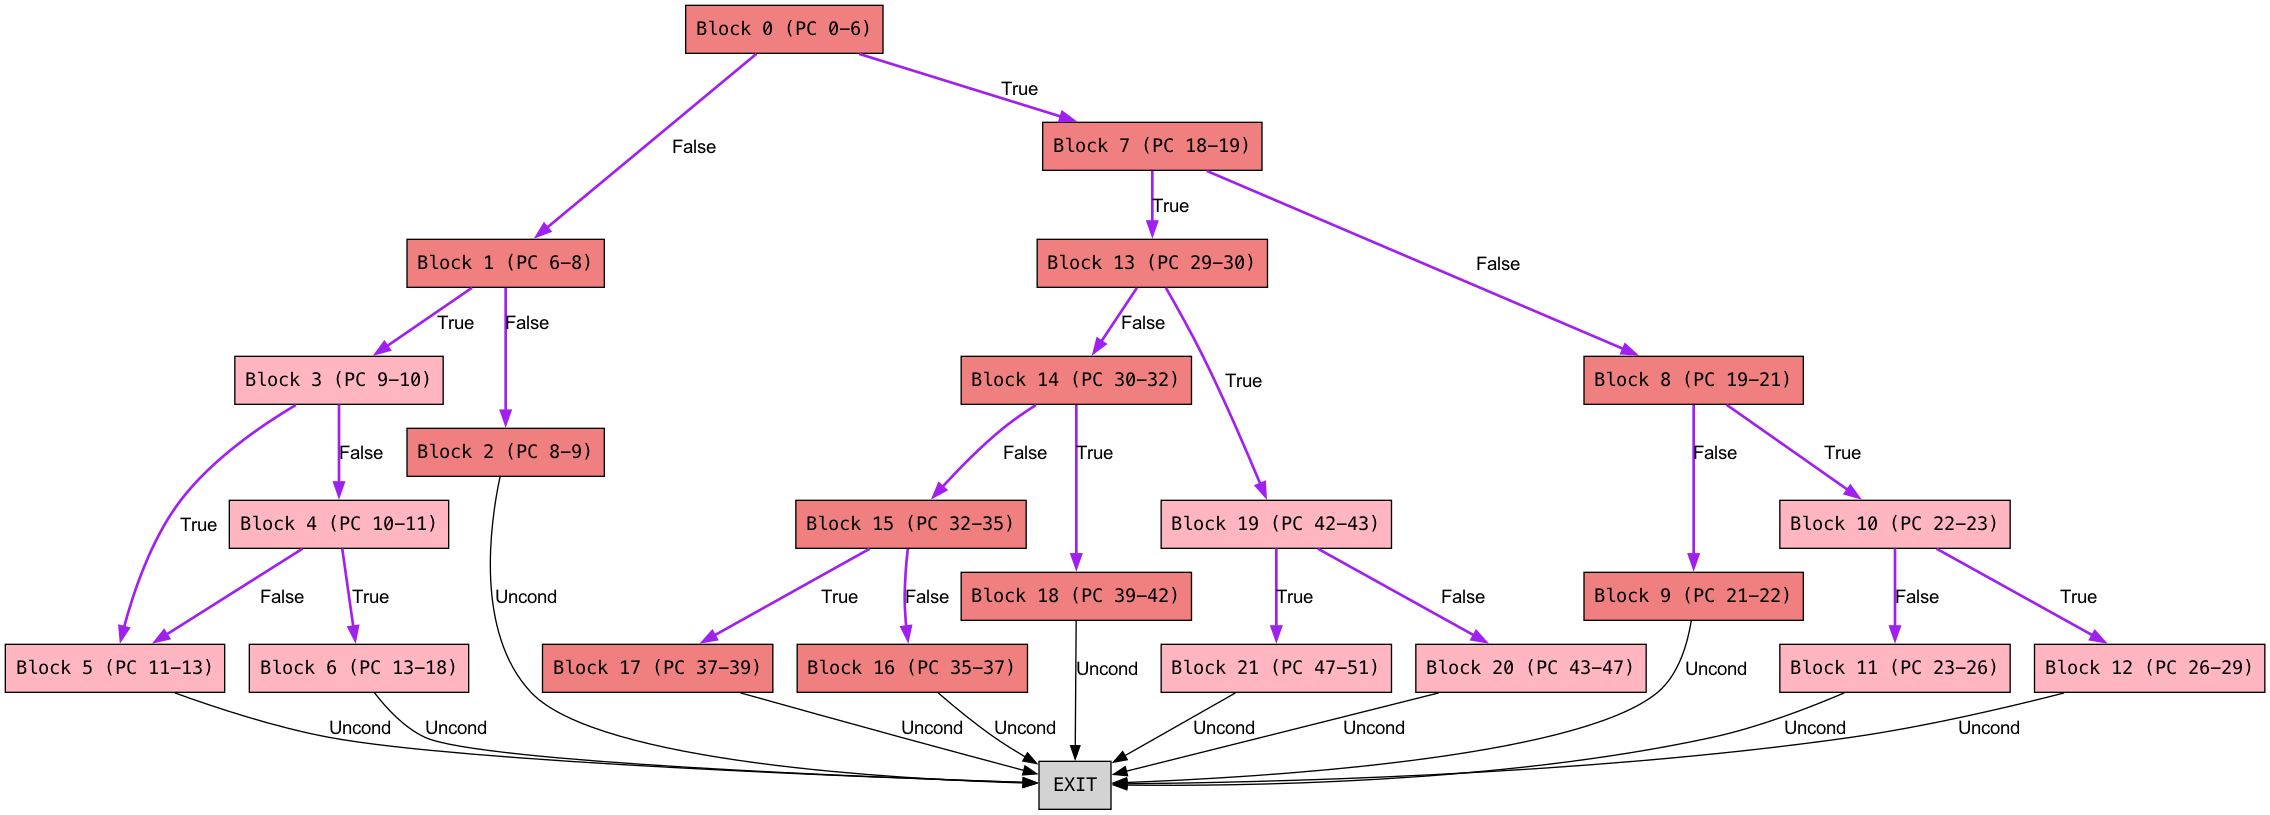 Block 0 (PC 0–6)
True
False
Block 7 (PC 18–19)
True
Block 1 (PC 6–8)
Block 13 (PC 29–30)
False
True
False
False
Block 3 (PC 9–10)
Block 14 (PC 30–32)
True
Block 8 (PC 19–21)
False
Block 2 (PC 8–9)
False
True
False
True
True
Block 4 (PC 10–11)
Block 15 (PC 32–35)
Block 19 (PC 42–43)
Block 10 (PC 22–23)
False
True
Uncond
True
False
Block 18 (PC 39–42)
True
False
Block 9 (PC 21–22)
False
True
Block 5 (PC 11–13)
Block 6 (PC 13–18)
Block 17 (PC 37–39)
Block 16 (PC 35–37)
Uncond
Block 21 (PC 47–51)
Block 20 (PC 43–47)
Uncond
Block 11 (PC 23–26)
Block 12 (PC 26–29)
Uncond
Uncond
Uncond
Uncond
Uncond
Uncond
Uncond
Uncond
EXIT